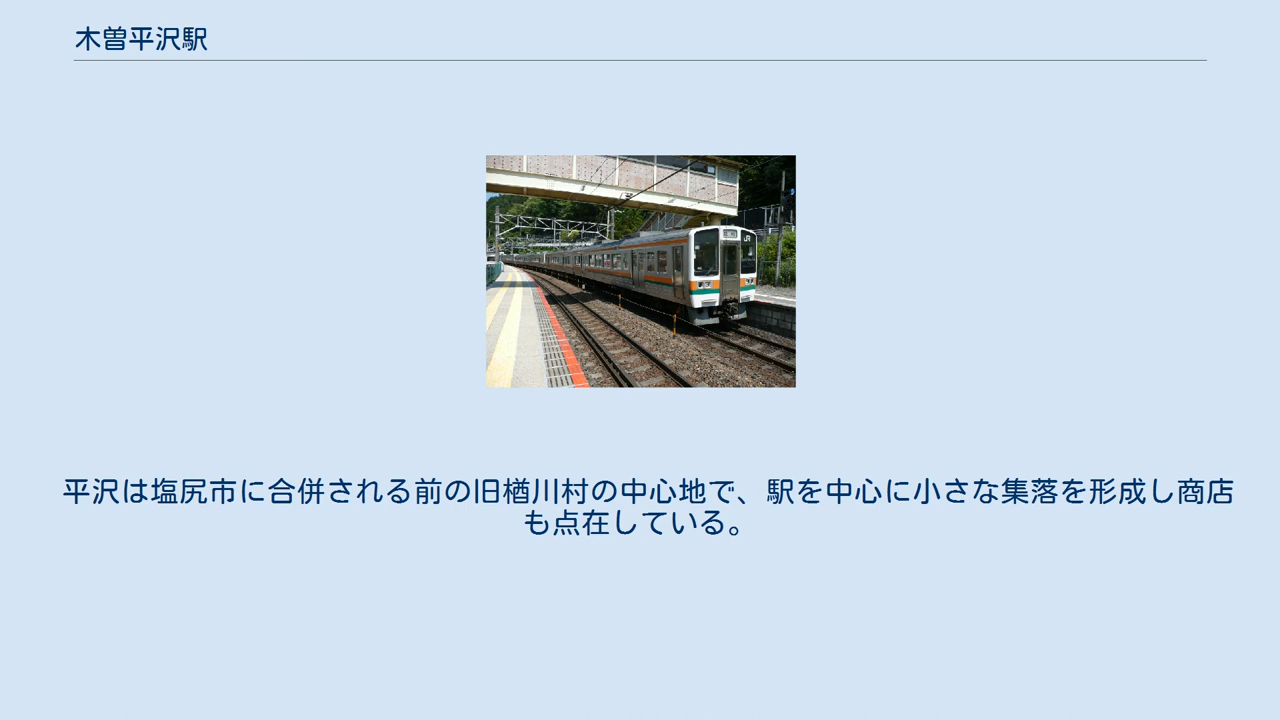 木曽平沢駅
JR
平沢は塩尻市に合併される前の旧楢川村の中心地で、駅を中心に小さな集落を形成し商店
も点在している。